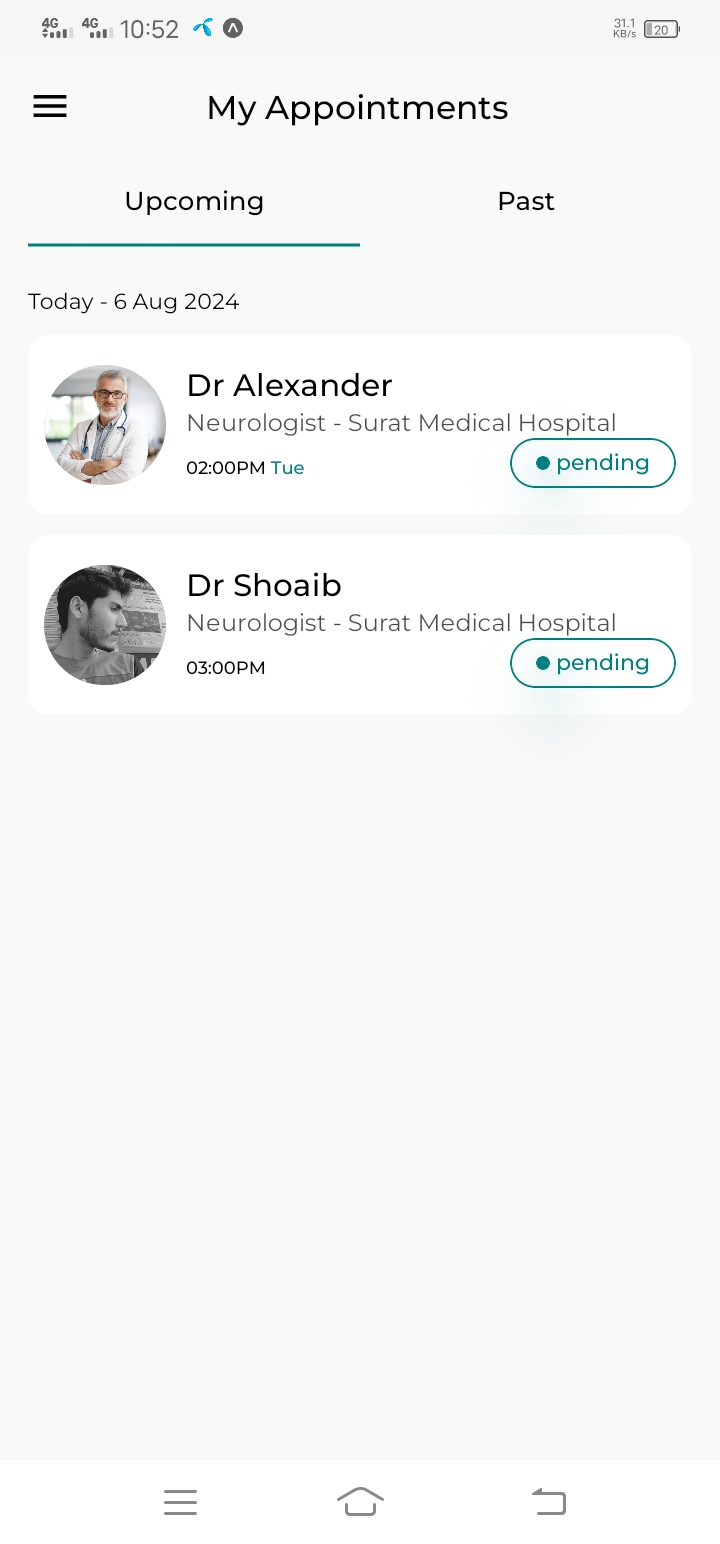 4G 4G 10:52 31.1 KB/s 20
My Appointments
Upcoming Past
Today - 6 Aug 2024
Dr Alexander
Neurologist - Surat Medical Hospital
02:00PM Tue pending
Dr Shoaib
Neurologist - Surat Medical Hospital
03:00PM pending